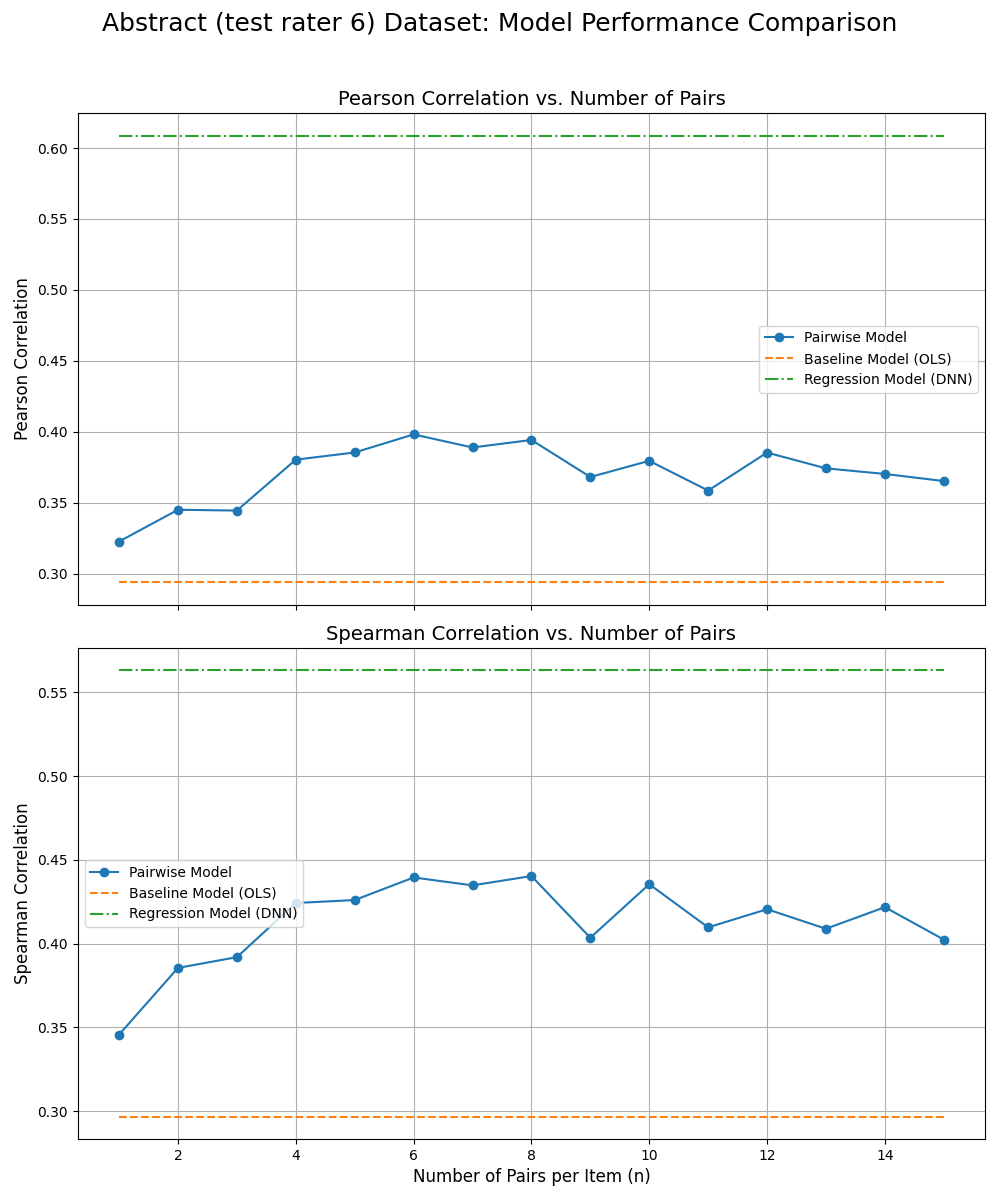 Abstract (test rater 6) Dataset: Model Performance Comparison
Pearson Correlation vs. Number of Pairs
Pearson Correlation
0.60
0.55
0.50
0.45
0.40
0.35
0.30
Pairwise Model
Baseline Model (OLS)
Regression Model (DNN)
Spearman Correlation vs. Number of Pairs
Spearman Correlation
0.55
0.50
0.45
0.40
0.35
0.30
Pairwise Model
Baseline Model (OLS)
Regression Model (DNN)
2 4 6 8 10 12 14
Number of Pairs per Item (n)